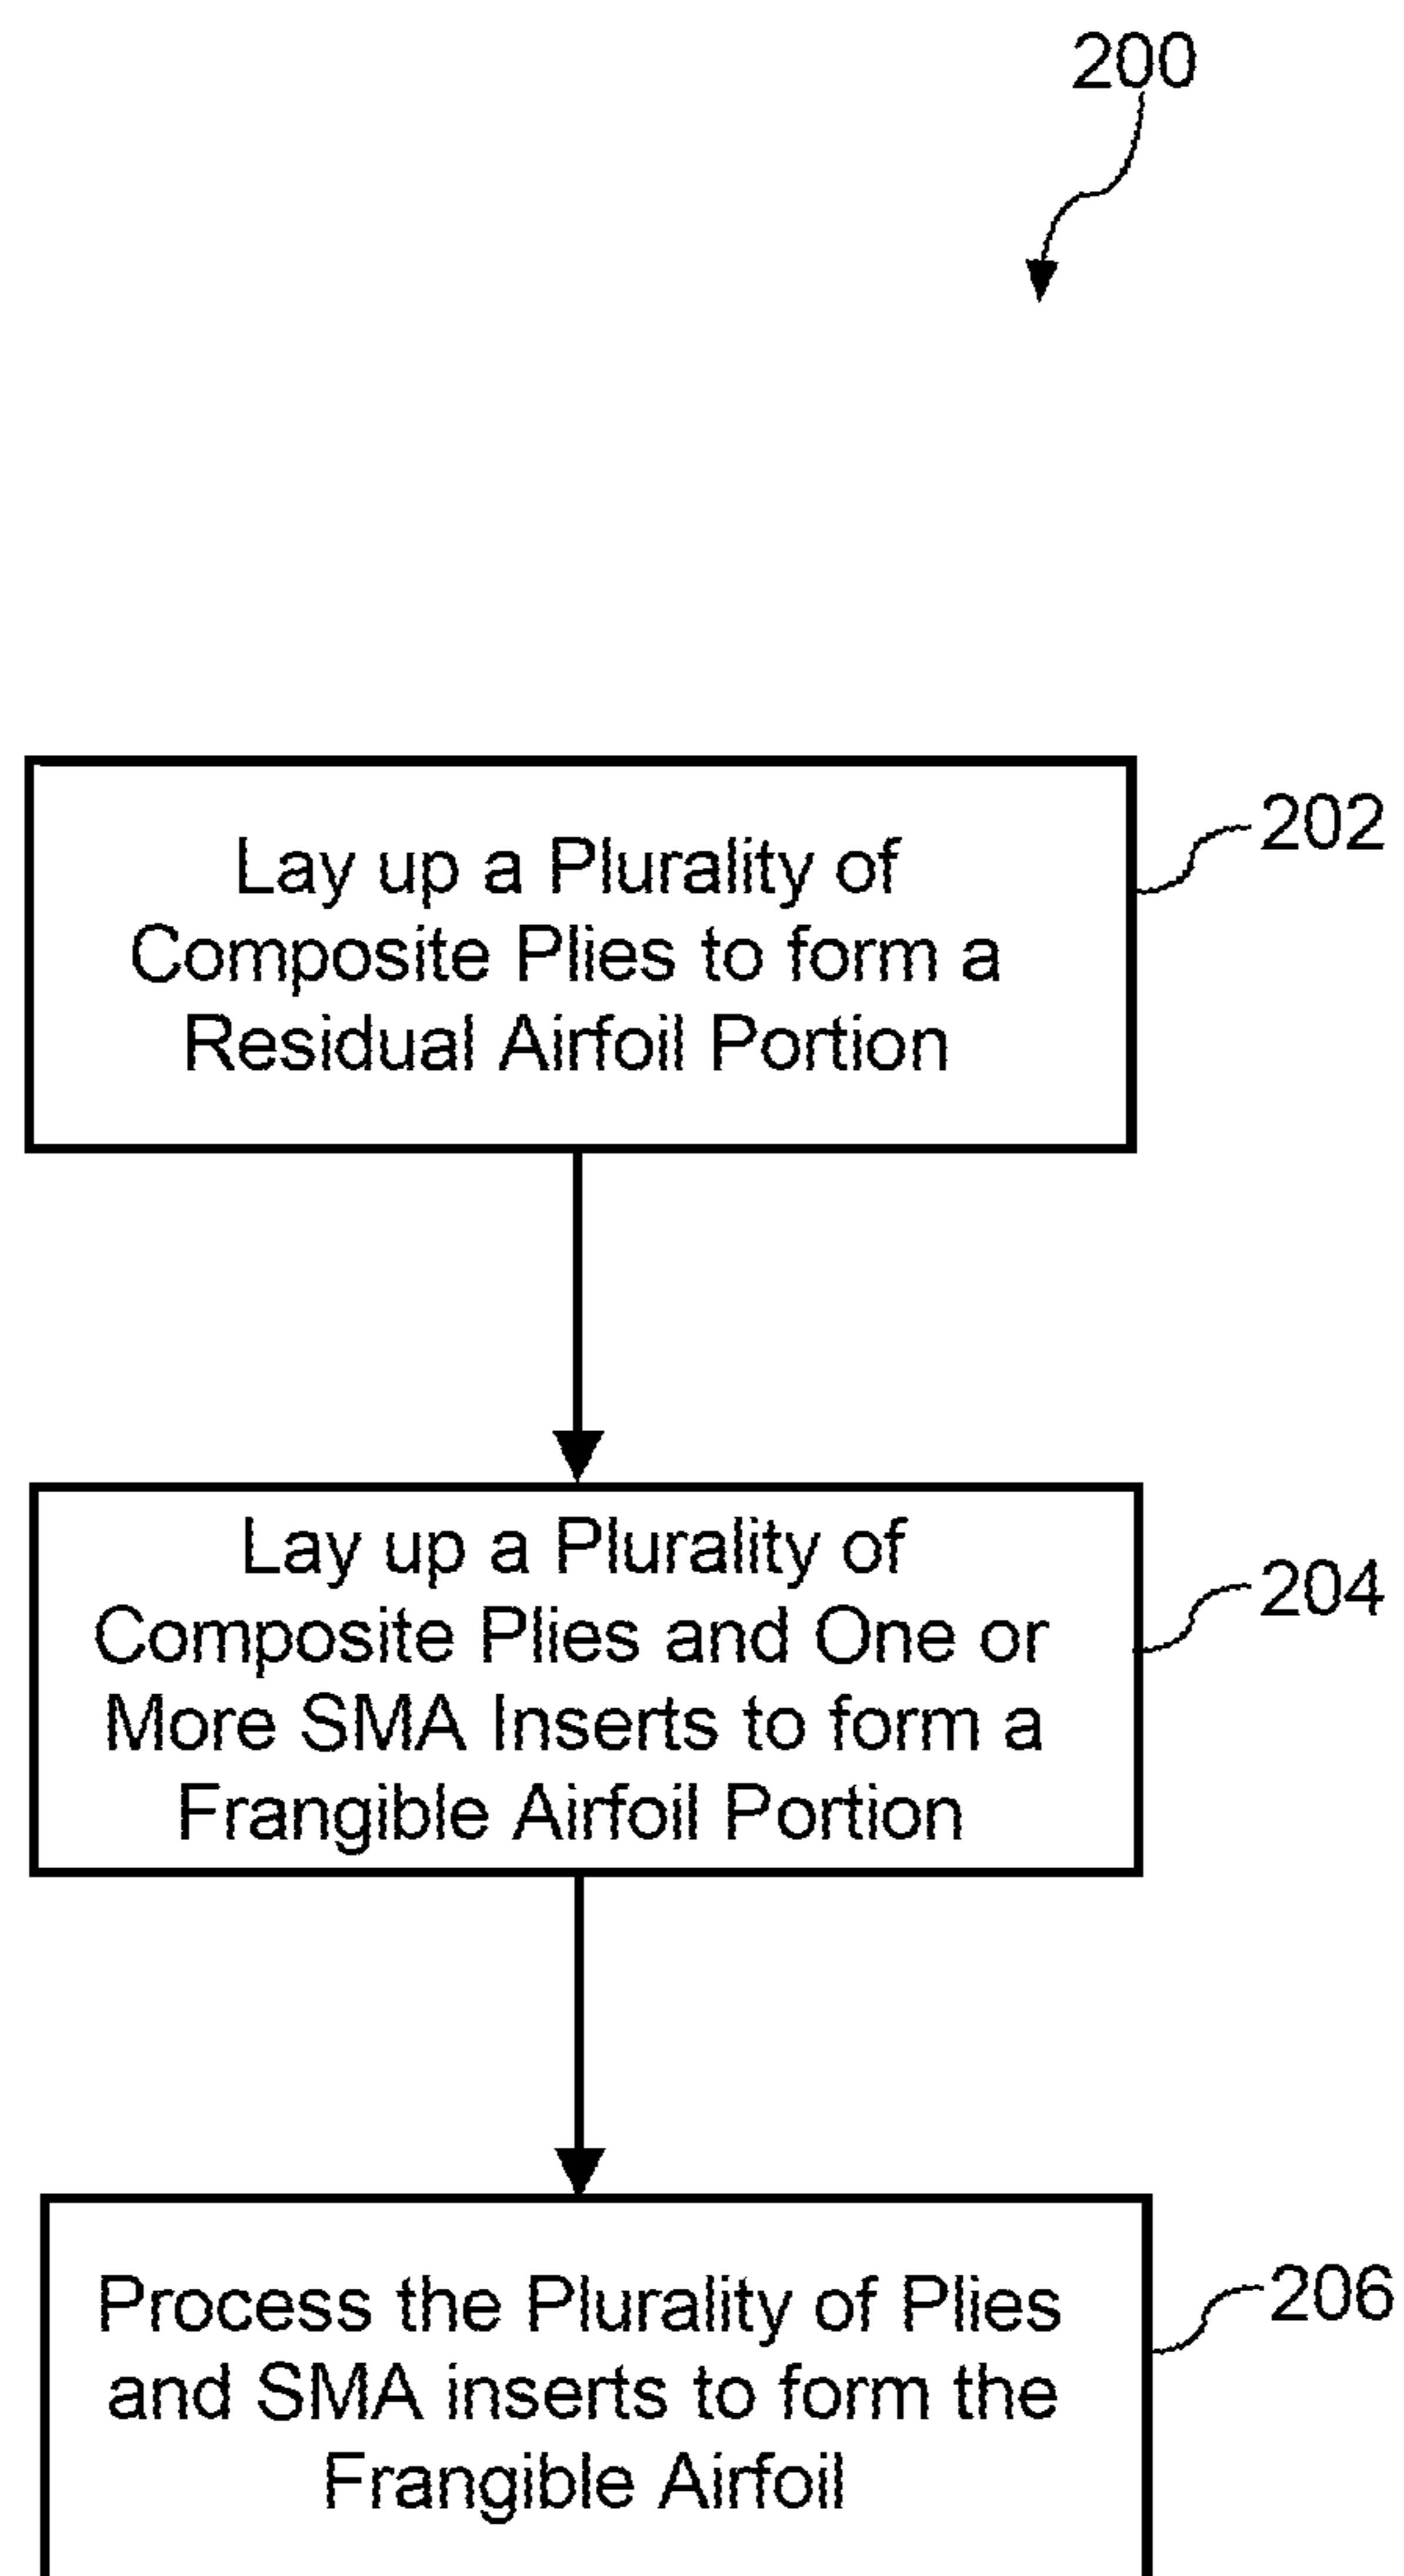 200
Lay up a Plurality of
Composite Plies to form a
Residual Airfoil Portion
202
Lay up a Plurality of
Composite Plies and One or
More SMA Inserts to form a
Frangible Airfoil Portion
204
Process the Plurality of Plies
and SMA inserts to form the
Frangible Airfoil
206